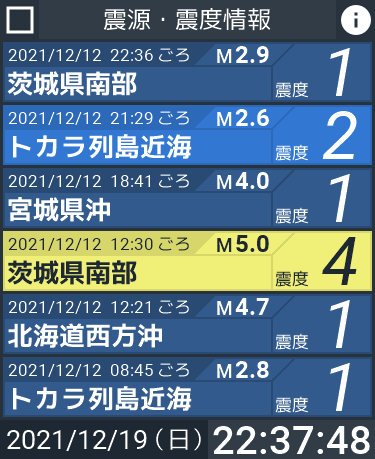 震源・震度情報 i
2021/12/12 22:36 ごろ M2.9
茨城県南部 震度 1
2021/12/12 21:29 ごろ M2.6
トカラ列島近海 震度 2
2021/12/12 18:41 ごろ M4.0
宮城県沖 震度 1
2021/12/12 12:30 ごろ M5.0
茨城県南部 震度 4
2021/12/12 12:21 ごろ M4.7
北海道西方沖 震度 1
2021/12/12 08:45 ごろ M2.8
トカラ列島近海 震度 1
2021/12/19(日) 22:37:48